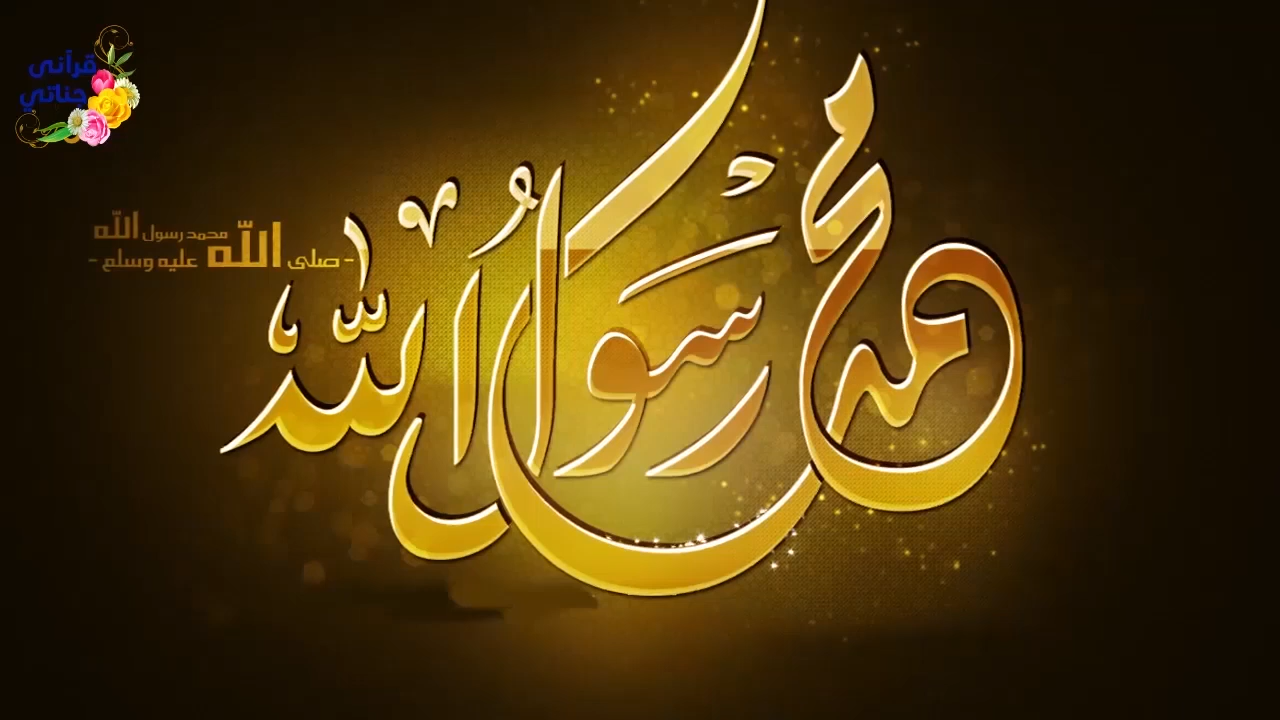 قرآني
جناتي
محمد رسول الله
محمد رسول الله
- صلى الله عليه وسلم -